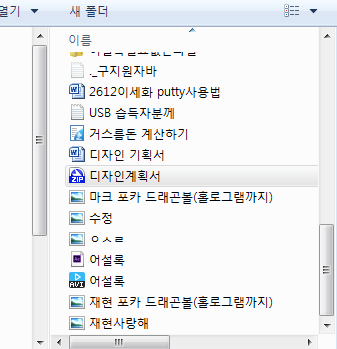 열기 ▼
새 폴더
이름
._구지원자바
2612이세화 putty사용법
USB 습득자분께
거스름돈 계산하기
디자인 기획서
ZIP 디자인계획서
마크 포카 드래곤볼(홀로그램까지)
수정
ㅇㅅㄹ
Ae 어설록
AVI 어설록
재현 포카 드래곤볼(홀로그램까지)
재현사랑해